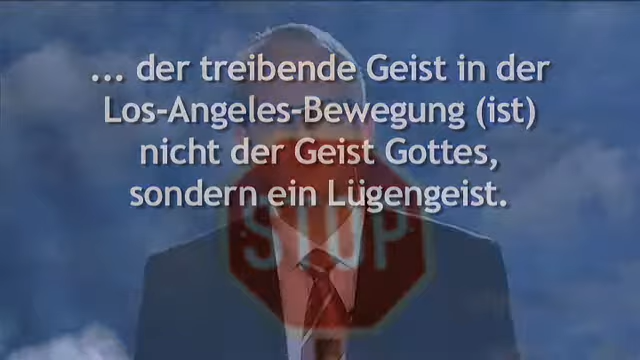 ... der treibende Geist in der
Los-Angeles-Bewegung (ist)
nicht der Geist Gottes,
sondern ein Lügengeist.
STOP